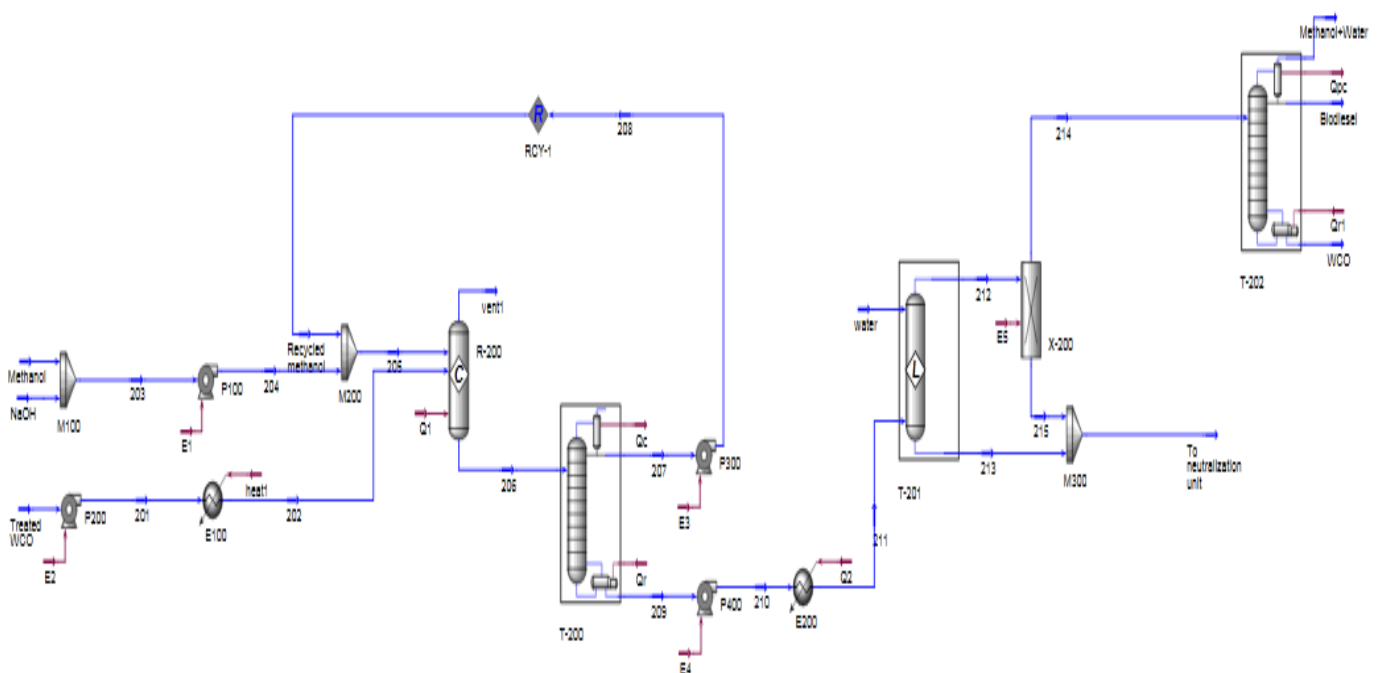 Methanol+Water
Qpc
Biodiesel
214
Qr1
WCO
T-202
208
R
RCY-1
vent1
R-200
C
Recycled
methanol
M200
205
Methanol
NaOH
M100
203
P100
204
E1
Q1
Treated
WCO
P200
201
heat1
202
E100
E2
206
Qc
207
P300
E3
Qr
T-200
209
P400
210
Q2
E200
E4
211
water
212
L
E5
X-200
T-201
215
213
M300
To
neutralization
unit